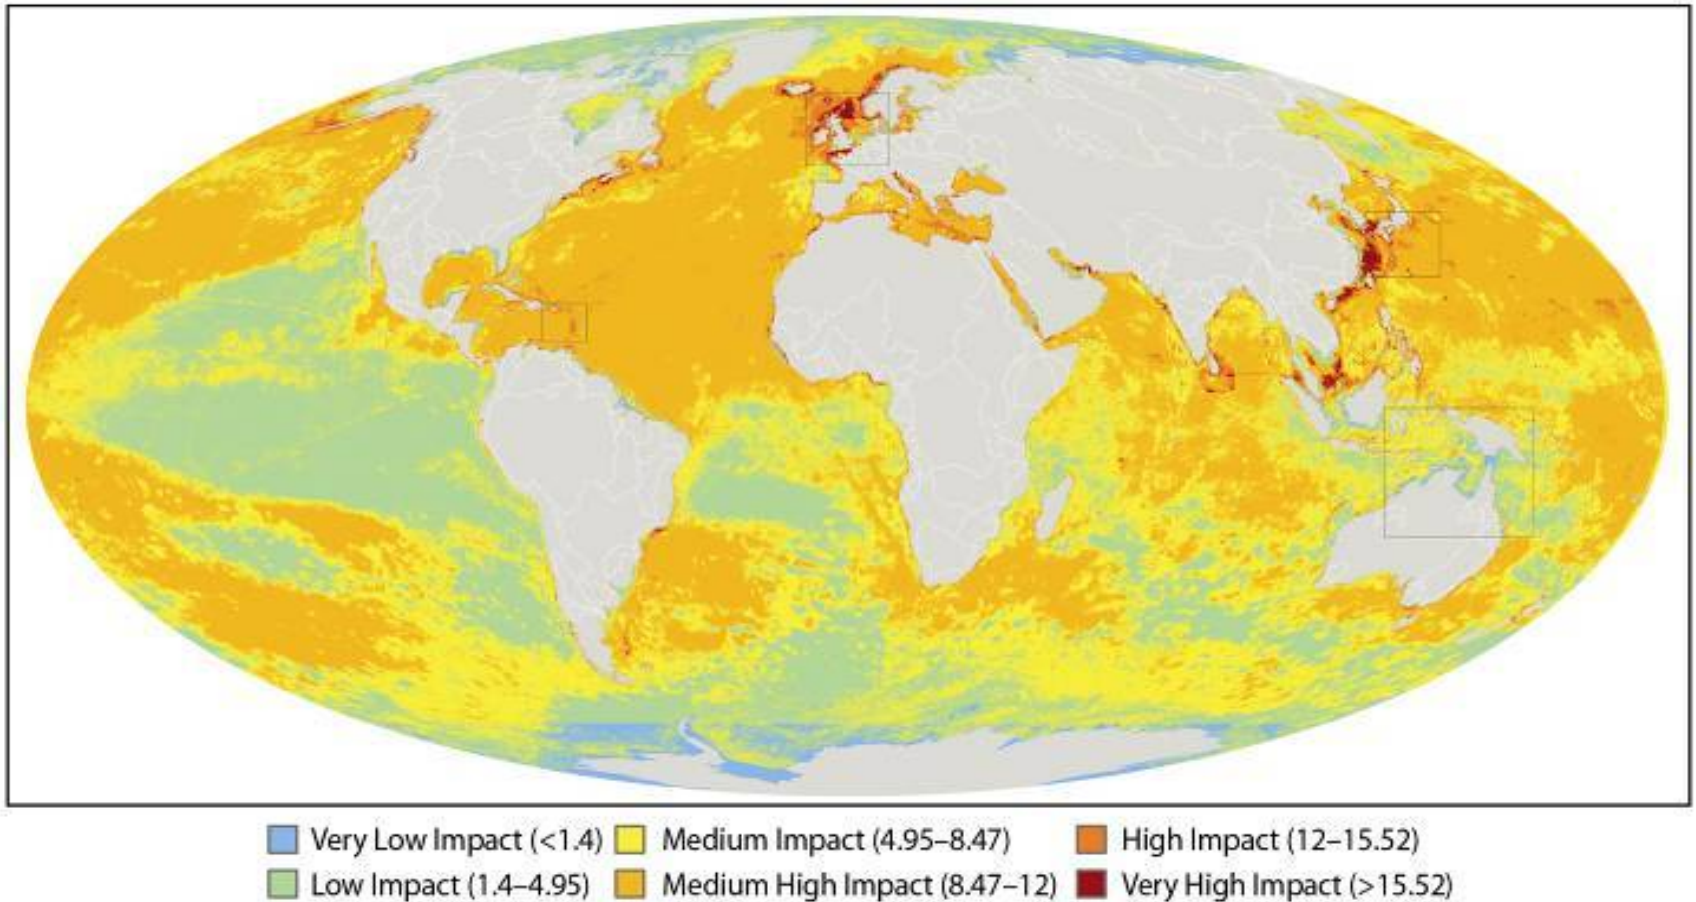 Very Low Impact (<1.4) Medium Impact (4.95–8.47) High Impact (12–15.52)
Low Impact (1.4–4.95) Medium High Impact (8.47–12) Very High Impact (>15.52)